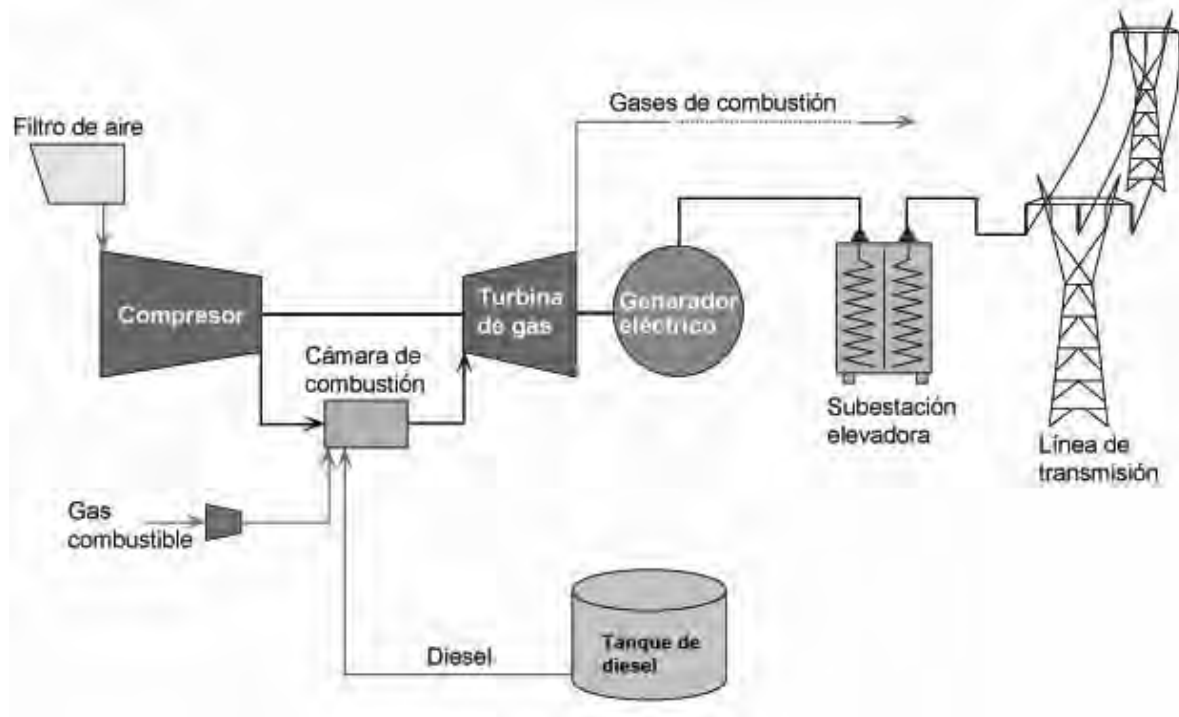 Gases de combustión
Filtro de aire
Compresor
Turbina
de gas
Genarador
eléctrico
Cámara de
combustión
Subestación
elevadora
Línea de
transmisión
Gas
combustible
Diesel
Tanque de
diesel